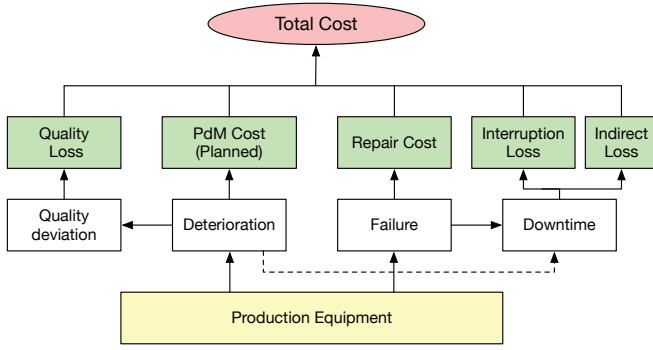 Total Cost
Quality
Loss
PdM Cost
(Planned)
Repair Cost
Interruption
Loss
Indirect
Loss
Quality
deviation
Deterioration
Failure
Downtime
Production Equipment